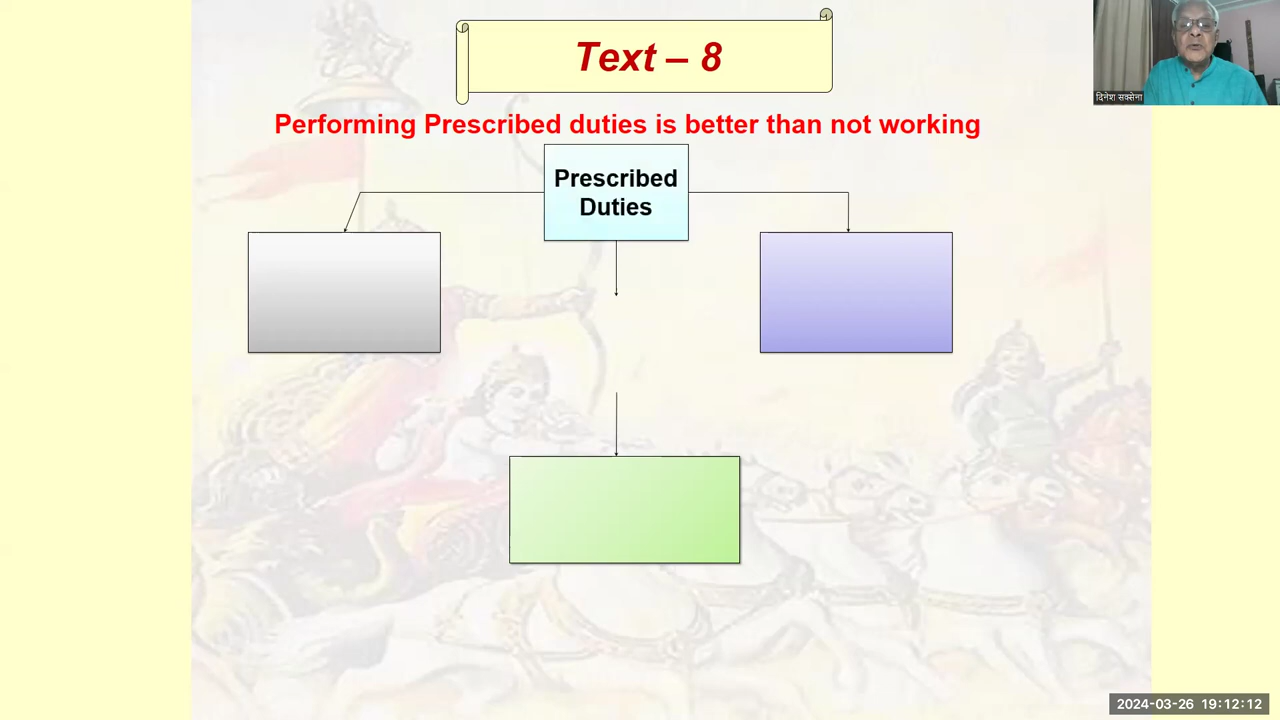 Text – 8
Performing Prescribed duties is better than not working
Prescribed
Duties
दिनेश सक्सेना
2024-03-26 19:12:12